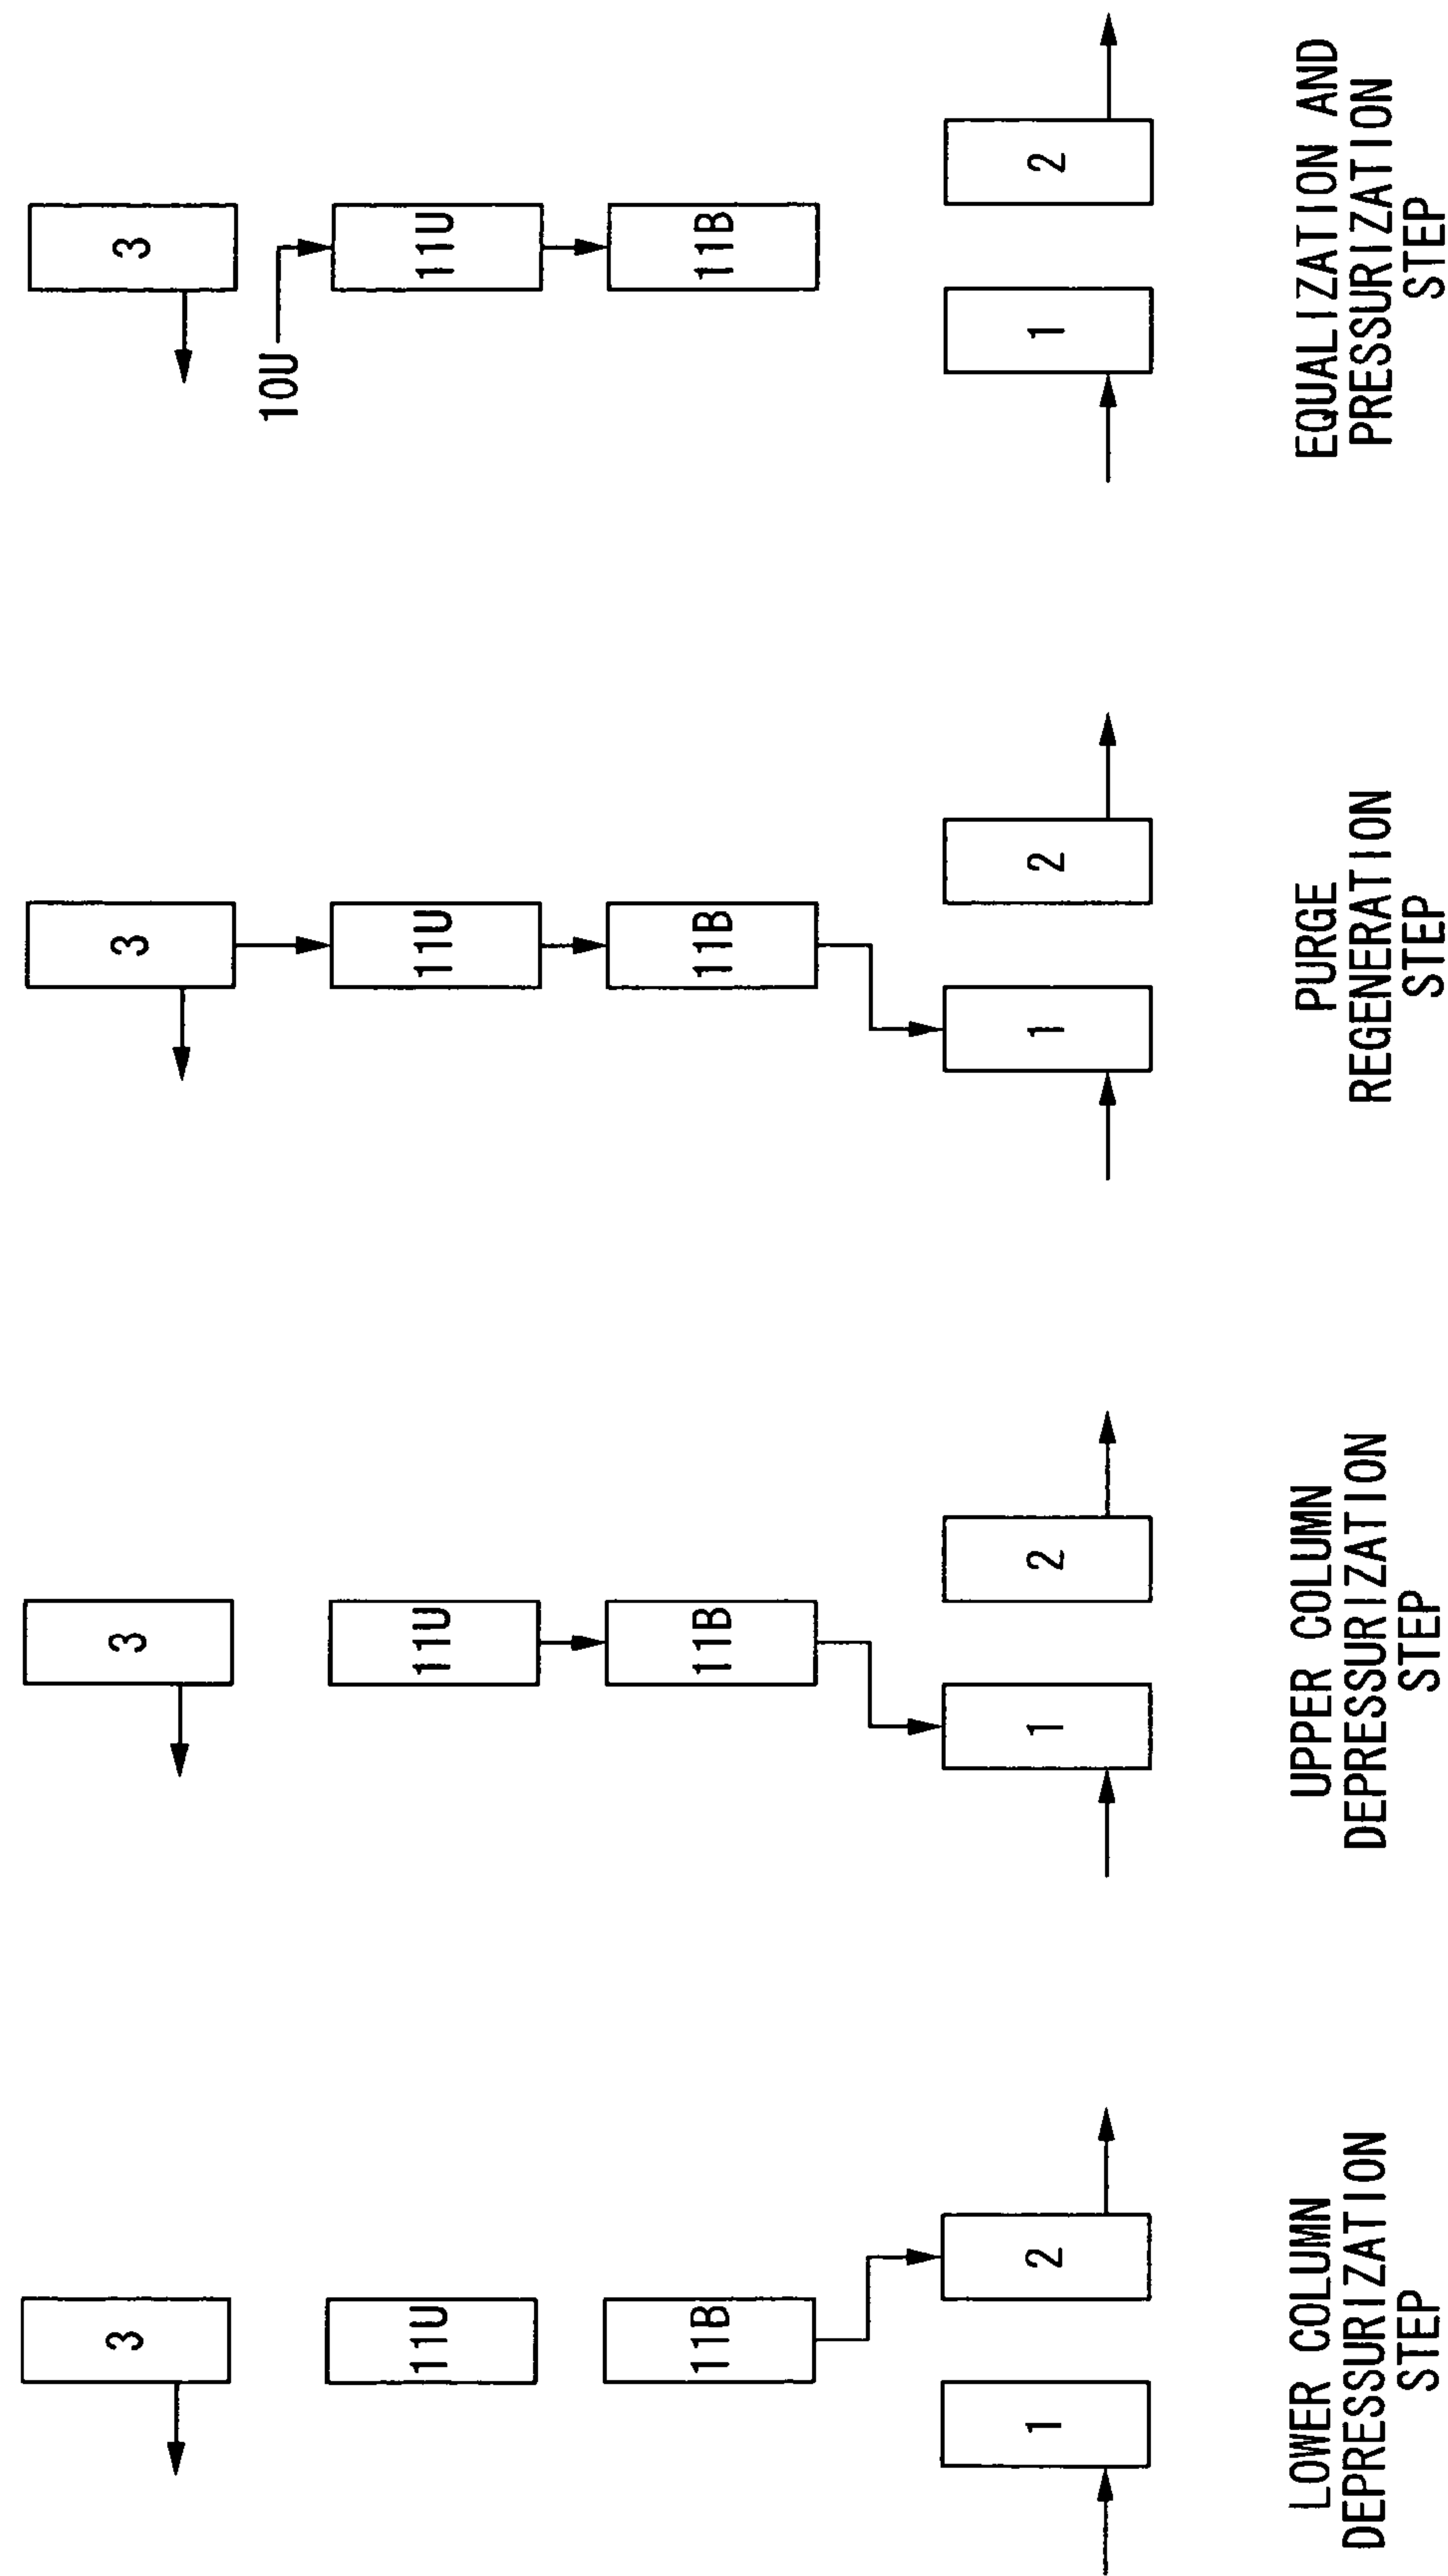 3
11U
11B
1
2
LOWER COLUMN
DEPRESSURIZATION
STEP
3
11U
11B
1
2
UPPER COLUMN
DEPRESSURIZATION
STEP
3
11U
11B
1
2
PURGE
REGENERATION
STEP
3
10U
11U
11B
1
2
EQUALIZATION AND
PRESSURIZATION
STEP